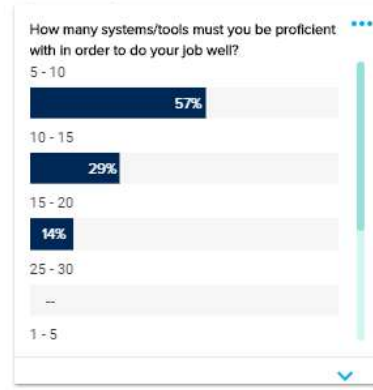 How many systems/tools must you be proficient
with in order to do your job well?
5 - 10
57%
10 - 15
29%
15 - 20
14%
25 - 30
--
1 - 5